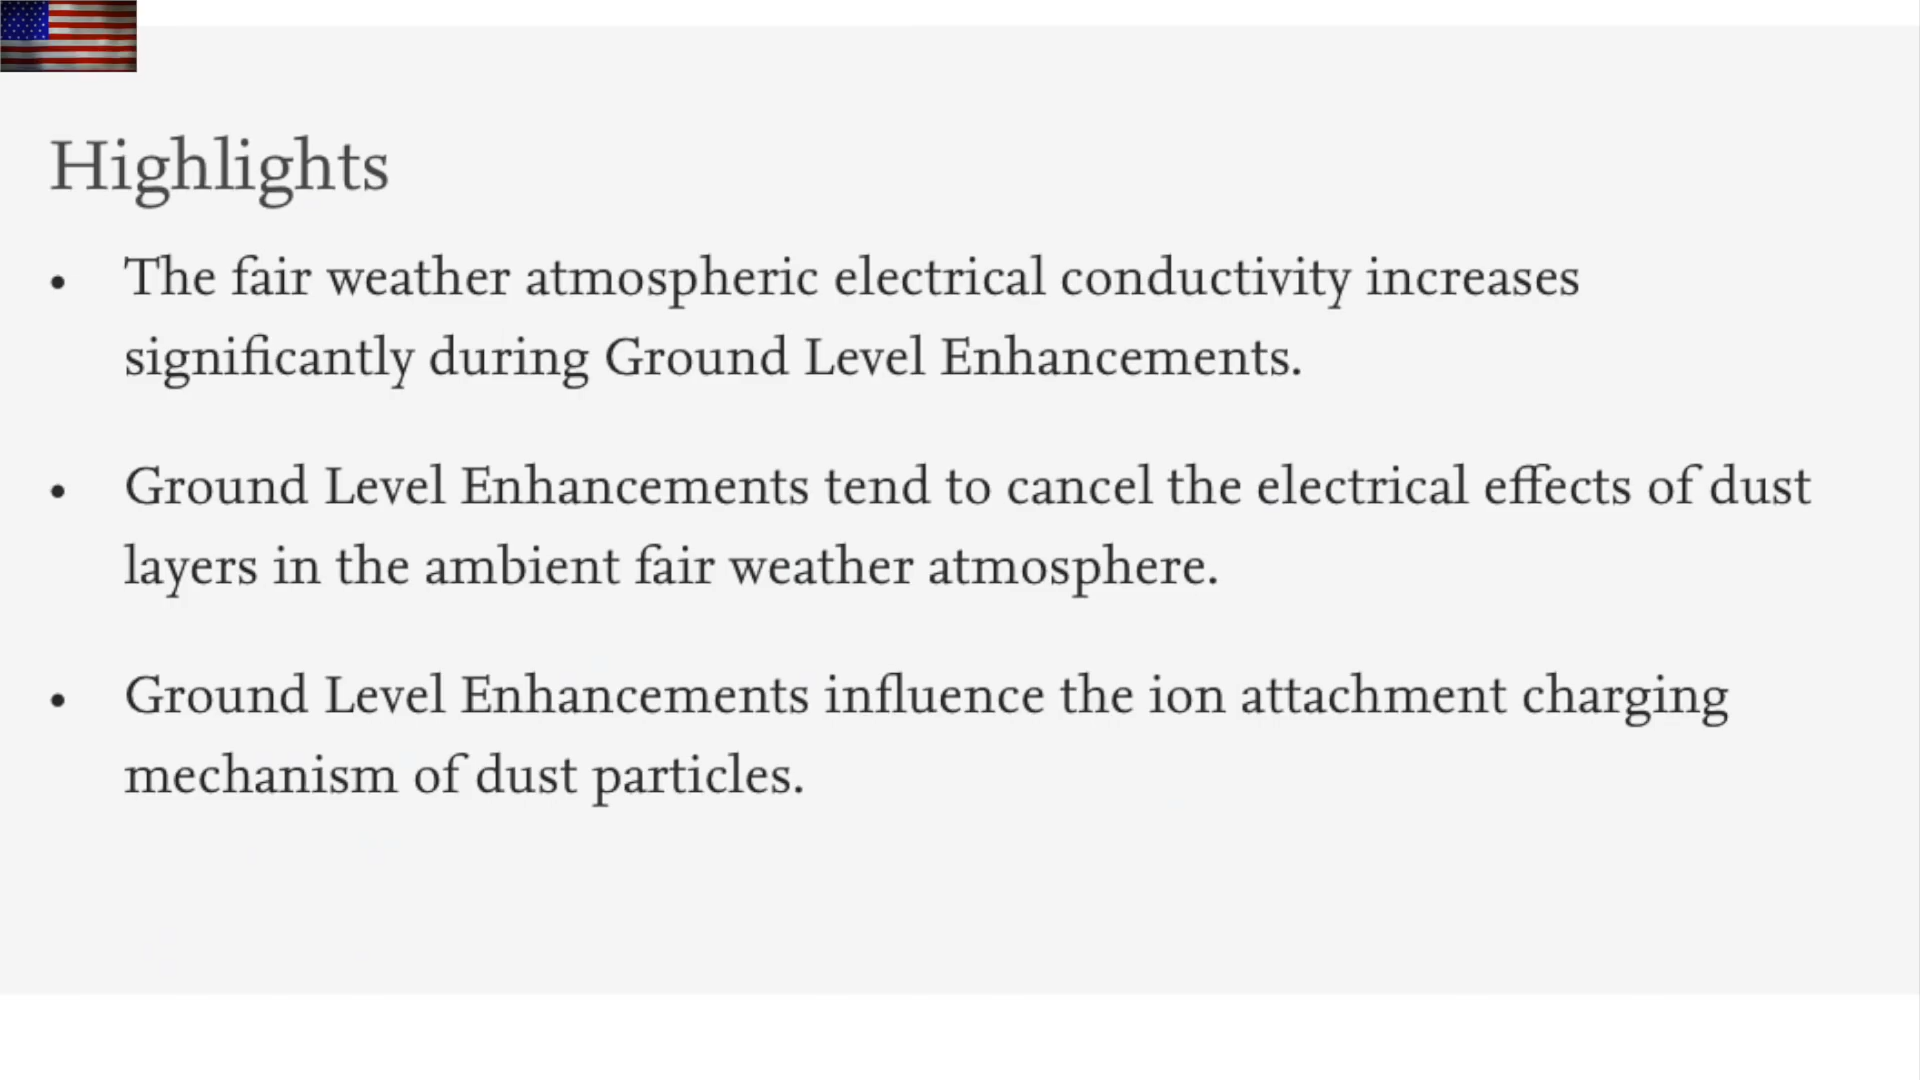 Highlights
• The fair weather atmospheric electrical conductivity increases
significantly during Ground Level Enhancements.
• Ground Level Enhancements tend to cancel the electrical effects of dust
layers in the ambient fair weather atmosphere.
• Ground Level Enhancements influence the ion attachment charging
mechanism of dust particles.